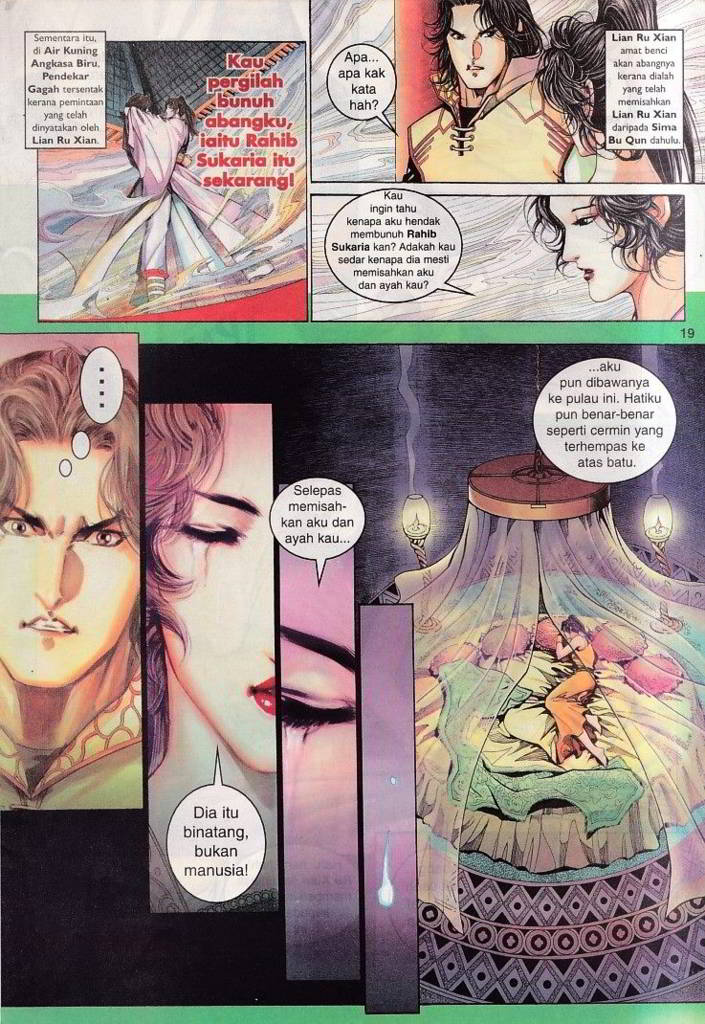 Sementara itu,
di Air Kuning
Angkasa Biru,
Pendekar
Gagah tersentak
kerana pemintaan
yang telah
dinyatakan oleh
Lian Ru Xian.
Kau
pergilah
bunuh
abangku,
iaitu Rahib
Sukaria itu
sekarang!
Apa...
apa kak
kata
hah?
Lian Ru Xian
amat benci
akan abangnya
kerana dialah
yang telah
memisahkan
Lian Ru Xian
daripada Sima
Bu Qun dahulu.
Kau
ingin tahu
kenapa aku hendak
membunuh Rahib
Sukaria kan? Adakah kau
sedar kenapa dia mesti
memisahkan aku
dan ayah kau?
19
....
Dia itu
binatang,
bukan
manusia!
Selepas
memisah-
kan aku dan
ayah kau...
...aku
pun dibawanya
ke pulau ini. Hatiku
pun benar-benar
seperti cermin yang
terhempas ke
atas batu.